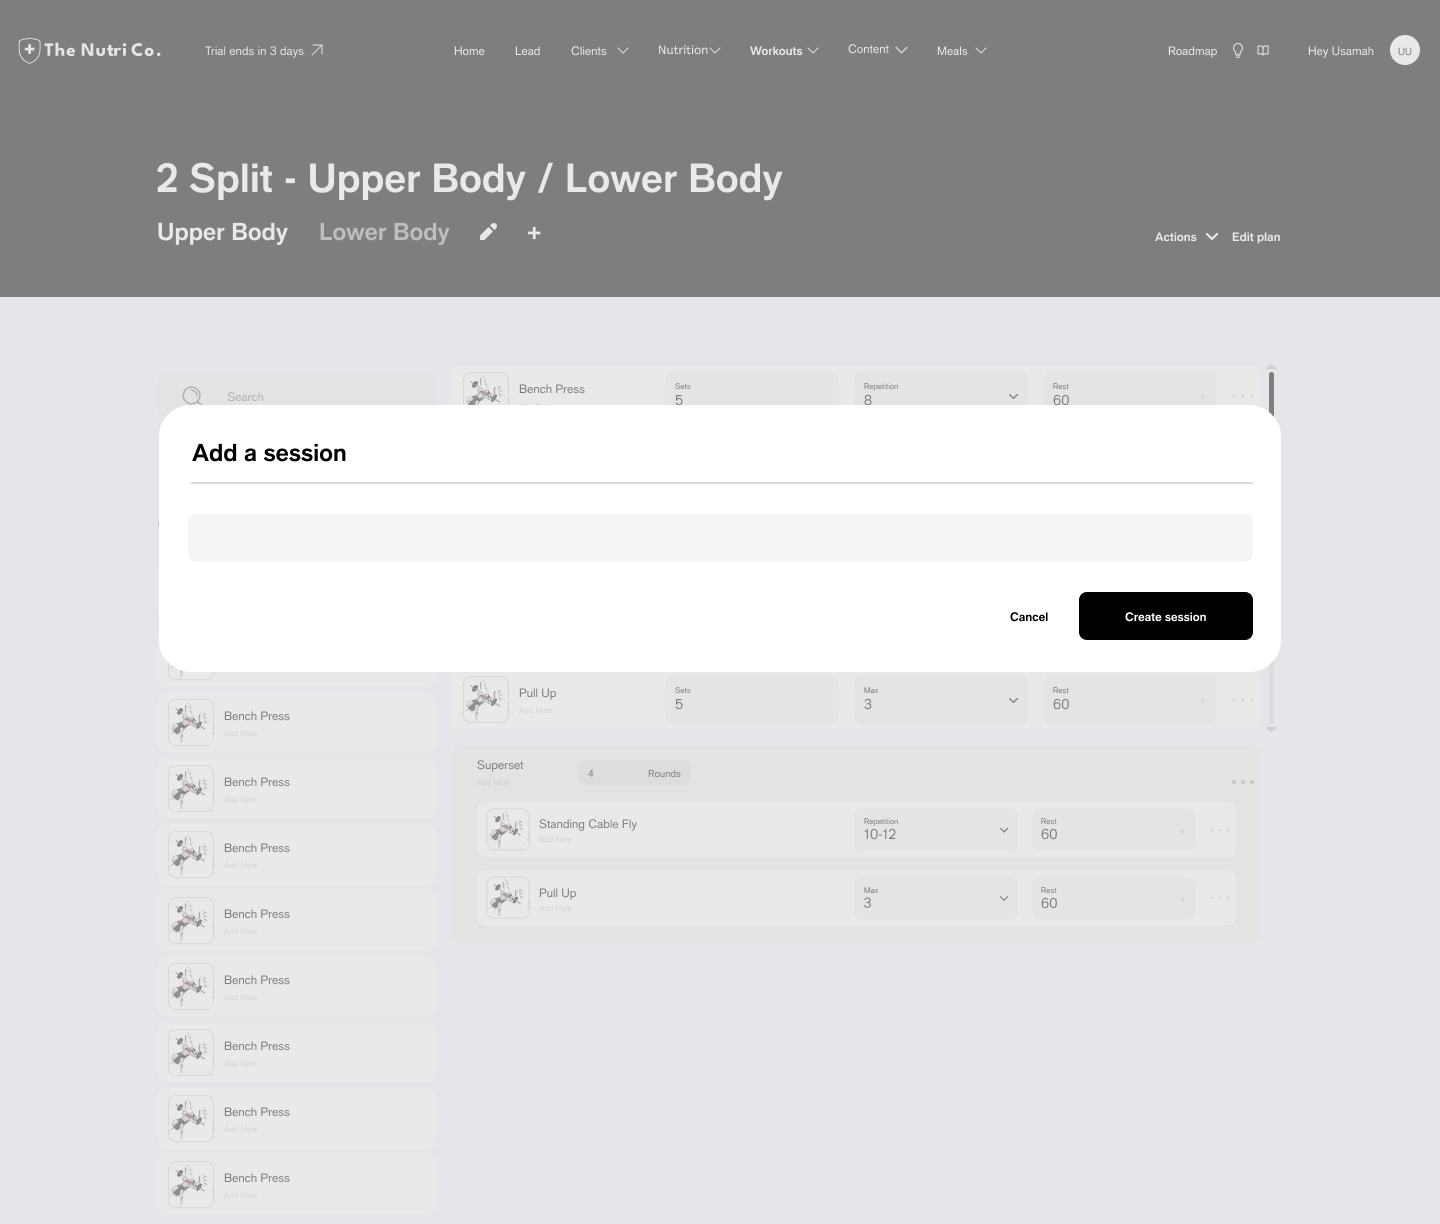 The Nutri Co.
Trial ends in 3 days
Home
Lead
Clients
Nutrition
Workouts
Content
Meals
Roadmap
Hey Usamah
UU
2 Split - Upper Body / Lower Body
Upper Body
Lower Body
+
Actions
Edit plan
Search
Bench Press
Sets
5
Repetition
8
Rest
60
Add a session
Cancel
Create session
Pull Up
Add Note
Sets
5
Max
3
Rest
60
s
Bench Press
Add Note
Bench Press
Add Note
Bench Press
Add Note
Bench Press
Add Note
Bench Press
Add Note
Bench Press
Add Note
Bench Press
Add Note
Bench Press
Add Note
Superset
Add Note
4
Rounds
Standing Cable Fly
Add Note
Repetition
10-12
Rest
60
s
Pull Up
Add Note
Max
3
Rest
60
s